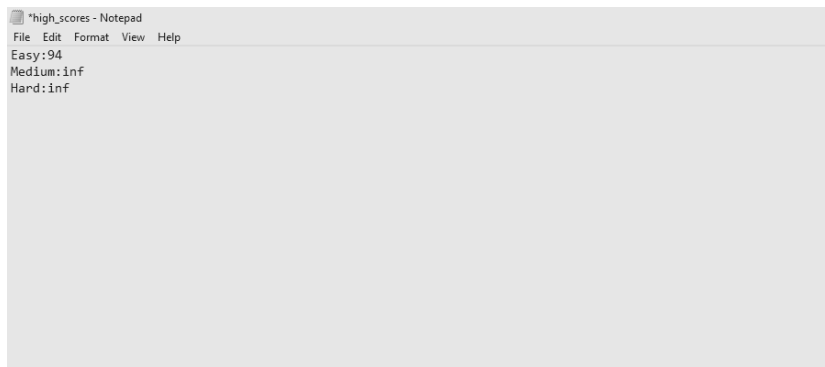 *high_scores - Notepad
File Edit Format View Help
Easy:94
Medium:inf
Hard:inf